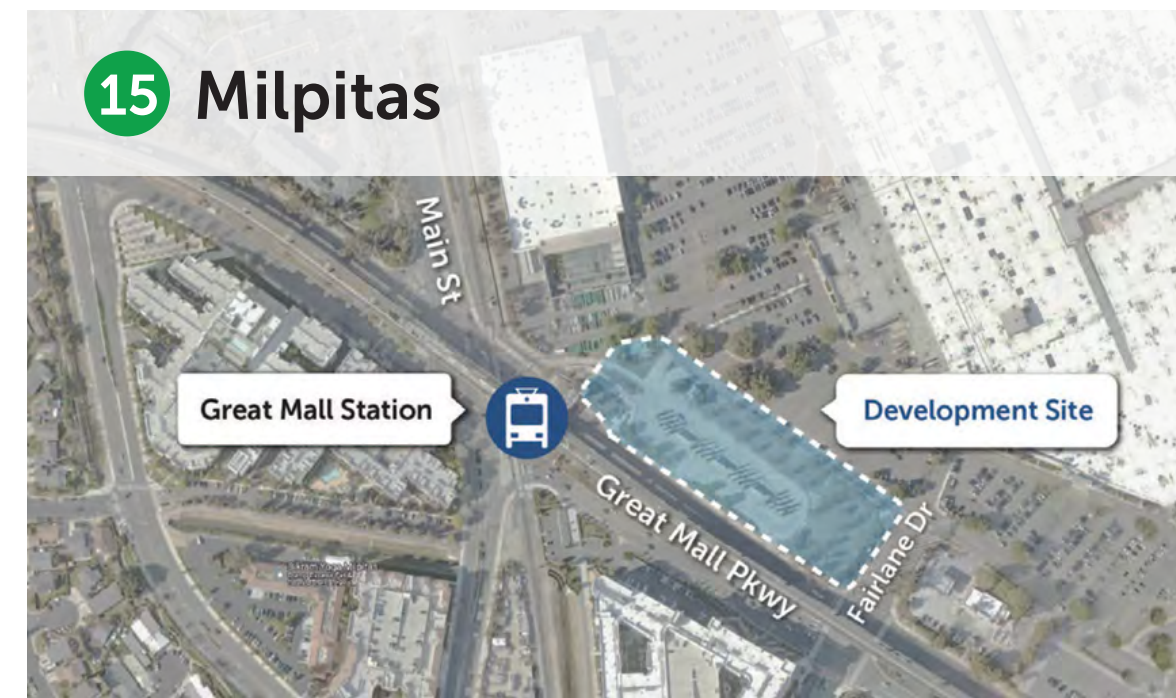 15 Milpitas
Main St
Great Mall Station
Development Site
Great Mall Pkwy
Fairlane Dr